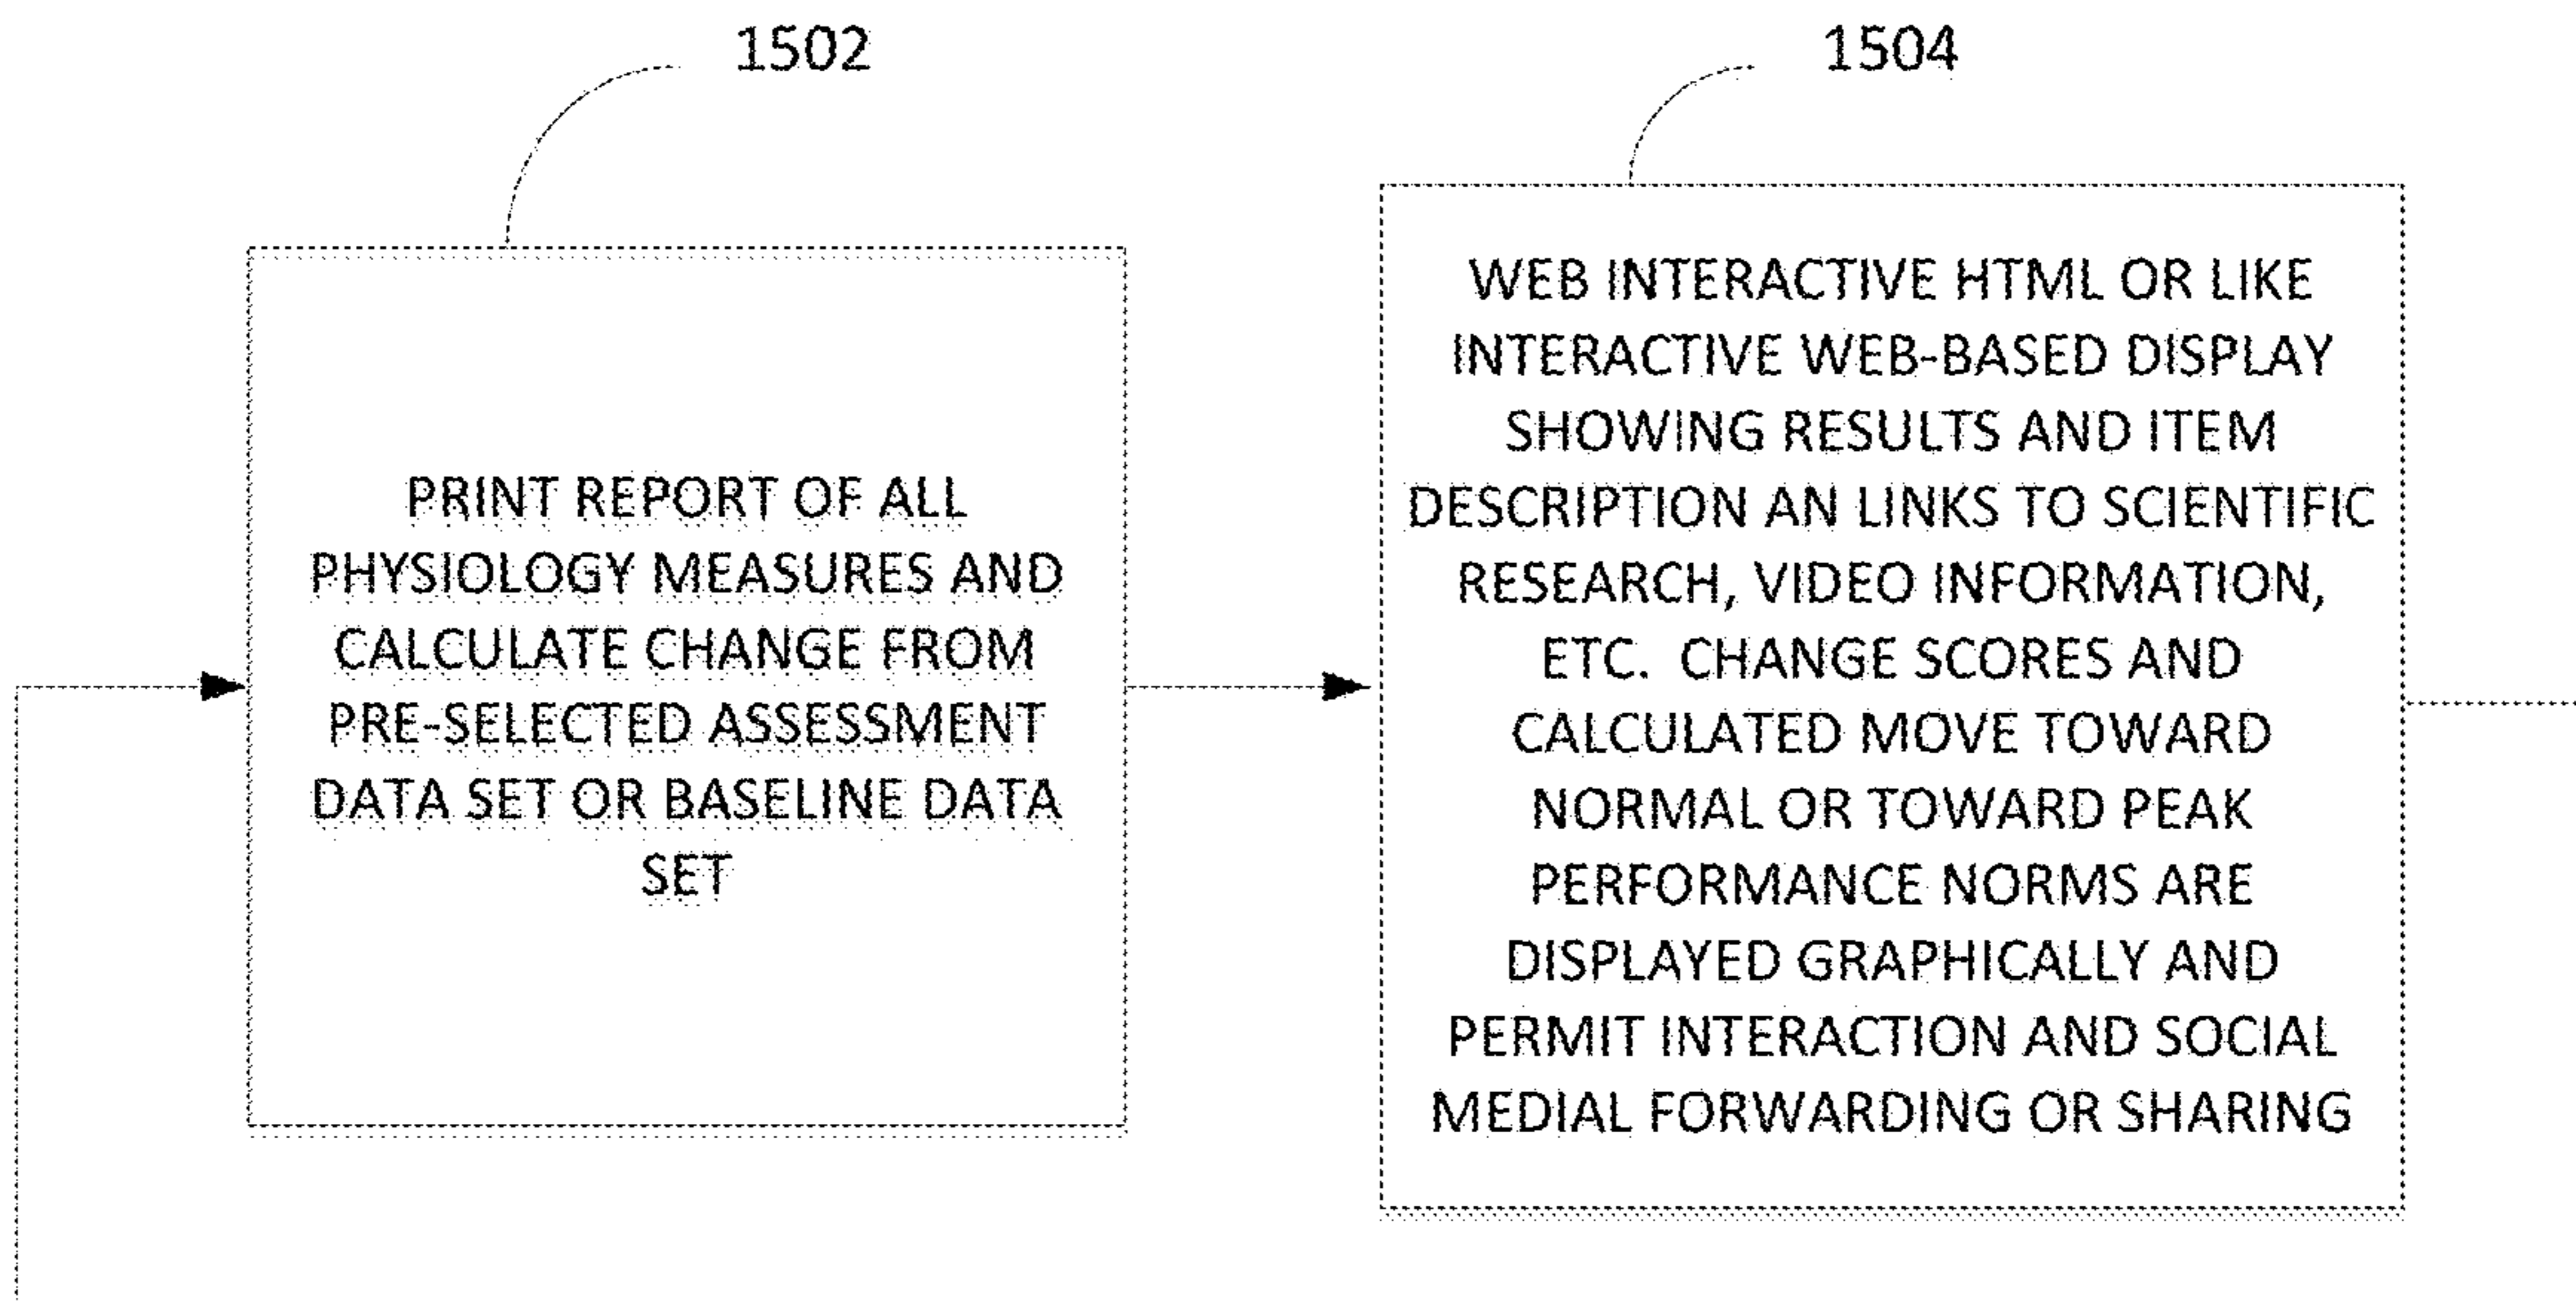 1502
PRINT REPORT OF ALL
PHYSIOLOGY MEASURES AND
CALCULATE CHANGE FROM
PRE-SELECTED ASSESSMENT
DATA SET OR BASELINE DATA
SET
1504
WEB INTERACTIVE HTML OR LIKE
INTERACTIVE WEB-BASED DISPLAY
SHOWING RESULTS AND ITEM
DESCRIPTION AN LINKS TO SCIENTIFIC
RESEARCH, VIDEO INFORMATION,
ETC.  CHANGE SCORES AND
CALCULATED MOVE TOWARD
NORMAL OR TOWARD PEAK
PERFORMANCE NORMS ARE
DISPLAYED GRAPHICALLY AND
PERMIT INTERACTION AND SOCIAL
MEDIAL FORWARDING OR SHARING